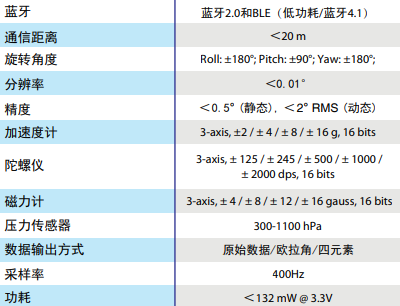 蓝牙 蓝牙2.0和BLE（低功耗/蓝牙4.1）
通信距离 ＜20 m
旋转角度 Roll: ±180°; Pitch: ±90°; Yaw: ±180°;
分辨率 ＜0. 01°
精度 ＜0. 5°（静态），＜2° RMS（动态）
加速度计 3-axis, ±2 / ± 4 / ± 8 / ± 16 g, 16 bits
陀螺仪 3-axis, ± 125 / ± 245 / ± 500 / ± 1000 /
± 2000 dps, 16 bits
磁力计 3-axis, ± 4 / ± 8 / ± 12 / ± 16 gauss, 16 bits
压力传感器 300-1100 hPa
数据输出方式 原始数据/欧拉角/四元素
采样率 400Hz
功耗 ＜132 mW @ 3.3V